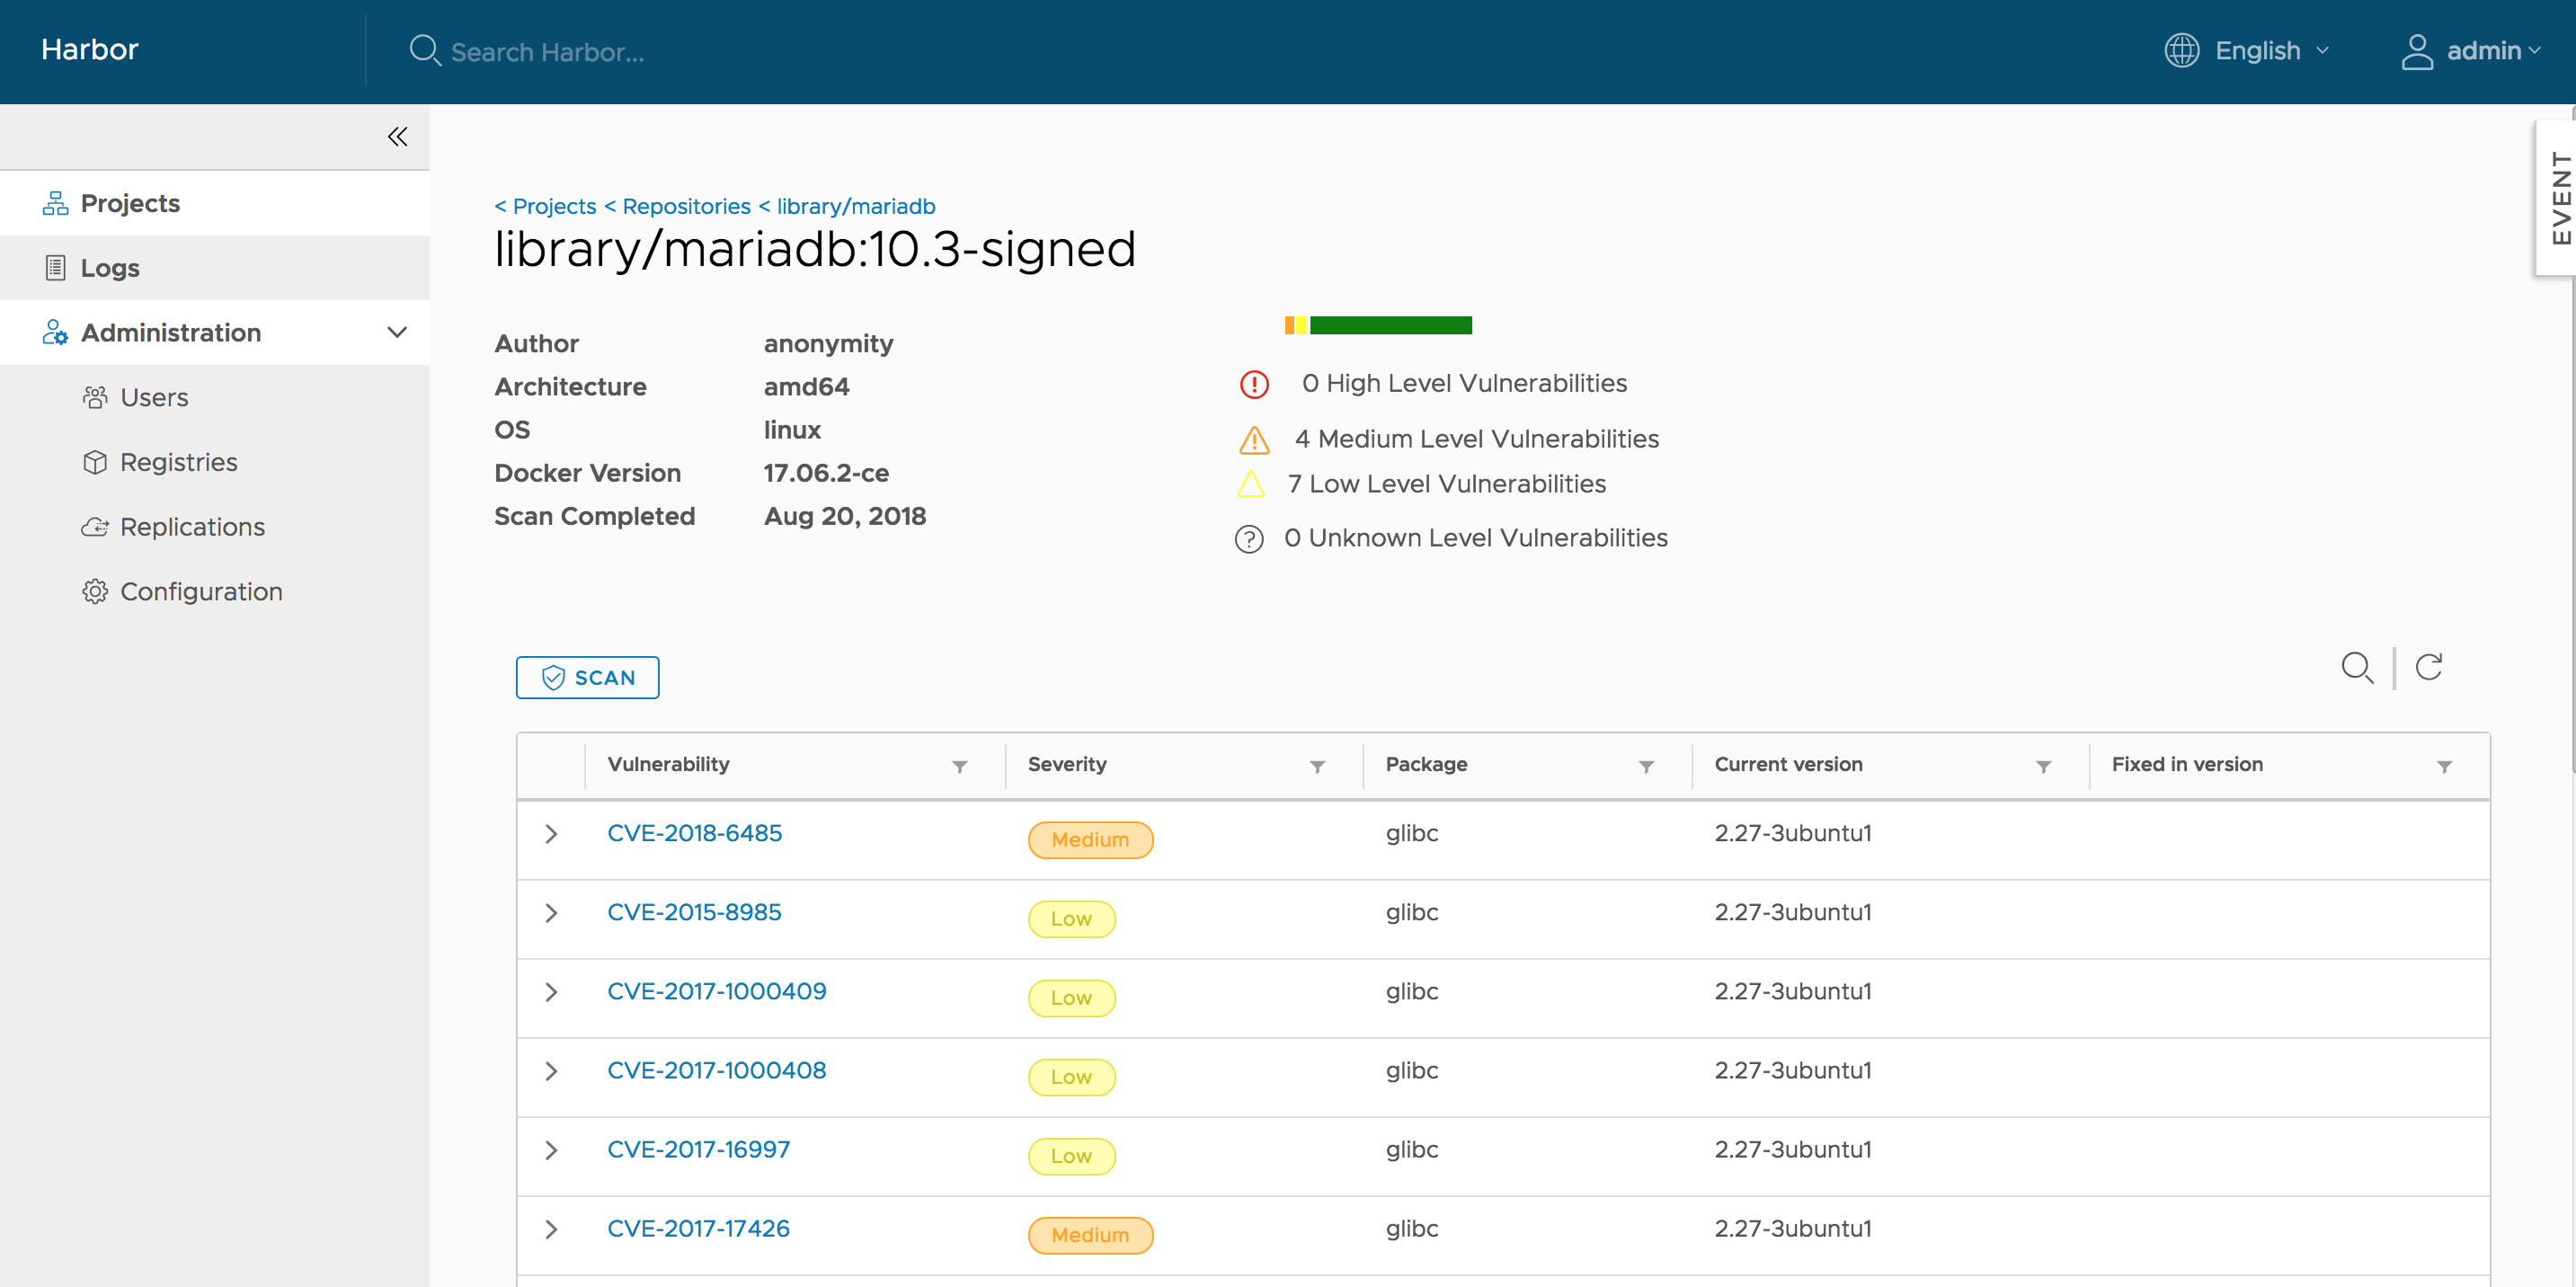 Harbor
Search Harbor...
English
admin
EVENT
Projects
Logs
Administration
Users
Registries
Replications
Configuration
< Projects < Repositories < library/mariadb
library/mariadb:10.3-signed
Author anonymity
Architecture amd64
OS linux
Docker Version 17.06.2-ce
Scan Completed Aug 20, 2018
0 High Level Vulnerabilities
4 Medium Level Vulnerabilities
7 Low Level Vulnerabilities
0 Unknown Level Vulnerabilities
SCAN
Vulnerability Severity Package Current version Fixed in version
CVE-2018-6485 Medium glibc 2.27-3ubuntu1
CVE-2015-8985 Low glibc 2.27-3ubuntu1
CVE-2017-1000409 Low glibc 2.27-3ubuntu1
CVE-2017-1000408 Low glibc 2.27-3ubuntu1
CVE-2017-16997 Low glibc 2.27-3ubuntu1
CVE-2017-17426 Medium glibc 2.27-3ubuntu1